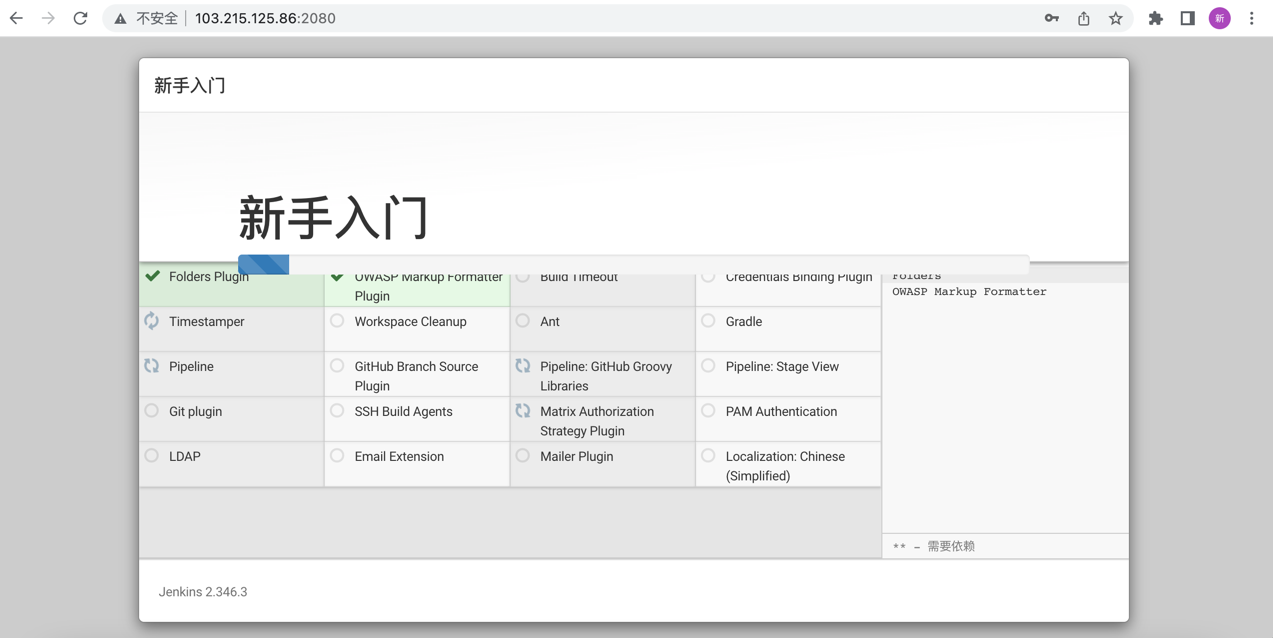 不安全 103.215.125.86:2080 新
新手入门
新手入门
Folders Plugin
OWASP Markup Formatter
Plugin
Build Timeout
Credentials Binding Plugin
Timestamper
Workspace Cleanup
Ant
Gradle
Pipeline
GitHub Branch Source
Plugin
Pipeline: GitHub Groovy
Libraries
Pipeline: Stage View
Git plugin
SSH Build Agents
Matrix Authorization
Strategy Plugin
PAM Authentication
LDAP
Email Extension
Mailer Plugin
Localization: Chinese
(Simplified)
Folders
OWASP Markup Formatter
** - 需要依赖
Jenkins 2.346.3